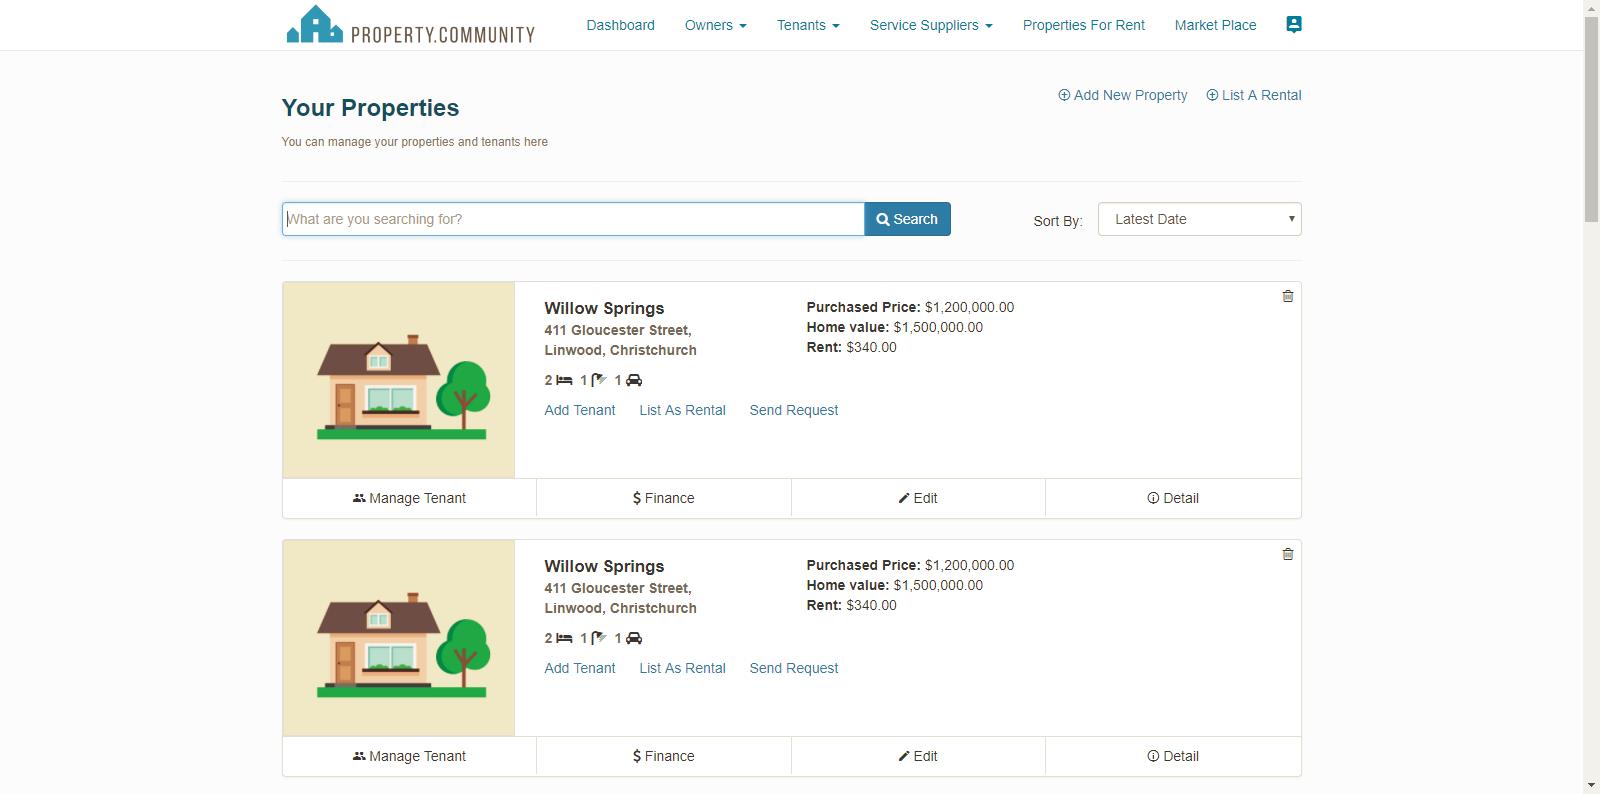 PROPERTY.COMMUNITY
Dashboard Owners Tenants Service Suppliers Properties For Rent Market Place
Your Properties
Add New Property List A Rental
You can manage your properties and tenants here
What are you searching for? Search Sort By: Latest Date
Willow Springs
411 Gloucester Street,
Linwood, Christchurch
2 1 1
Add Tenant List As Rental Send Request
Purchased Price: $1,200,000.00
Home value: $1,500,000.00
Rent: $340.00
Manage Tenant $ Finance Edit Detail
Willow Springs
411 Gloucester Street,
Linwood, Christchurch
2 1 1
Add Tenant List As Rental Send Request
Purchased Price: $1,200,000.00
Home value: $1,500,000.00
Rent: $340.00
Manage Tenant $ Finance Edit Detail